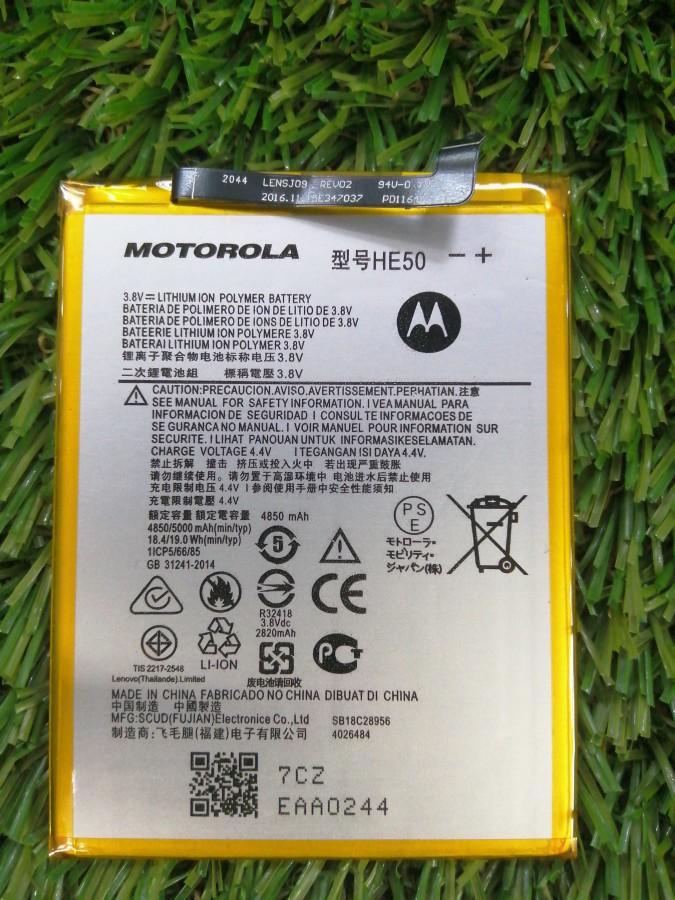 2044 LENSJ09 REV02 94V-0
2016.11
MOTOROLA 型号HE50 - +
3.8V LITHIUM ION POLYMER BATTERY
BATERIA DE POLIMERO DE ION DE LITIO DE 3.8V
BATERIA DE POLIMERO DE IONS DE LITIO DE 3.8V
BATEERIE LITHIUM ION POLYMERE 3.8V
BATERAI LITHIUM ION POLYMER 3.8V
锂离子聚合物电池标称电压3.8V
二次鋰電池組 標稱電壓3.8V
CAUTION:PRECAUCION.AVISO.AVERTISSEMENT.PERHATIAN.注意
SEE MANUAL FOR SAFETY INFORMATION. I VEA MANUAL PARA
INFORMACION DE SEGURIDAD I CONSULTE INFORMACOES DE
SEGURANCA NO MANUAL. I VOIR MANUEL POUR INFORMATION SUR
SECURITE. I LIHAT PANOUAN UNTUK INFORMASIKESELAMATAN.
CHARGE VOLTAGE 4.4V I TEGANGAN ISI DAYA 4.4V.
禁止拆解 撞击 挤压或投入火中 若出现严重鼓胀
请勿继续使用。请勿置于高温环境中 电池进水后禁止使用
充电限制电压 4.4V I 参阅使用手册中安全性能须知
充電限制電壓 4.4V
額定容量 額定電容量 4850 mAh
4850/5000 mAh(min/typ)
18.4/19.0 Wh(min/typ)
1ICP5/66/85
GB 31241-2014
5
PS
E
モトローラ・
モビリティ・
ジャパン(株)
R32418
3.8Vdc
2820mAh
CE
TIS 2217-2548
Lenovo(Thailande).Limited
LI-ION
废电池请回收
MADE IN CHINA FABRICADO NO CHINA DIBUAT DI CHINA
中国制造 中國製造
MFG:SCUD(FUJIAN)Electronice Co.,Ltd SB18C28956
制造商:飞毛腿(福建)电子有限公司 4026484
7CZ
EAA0244